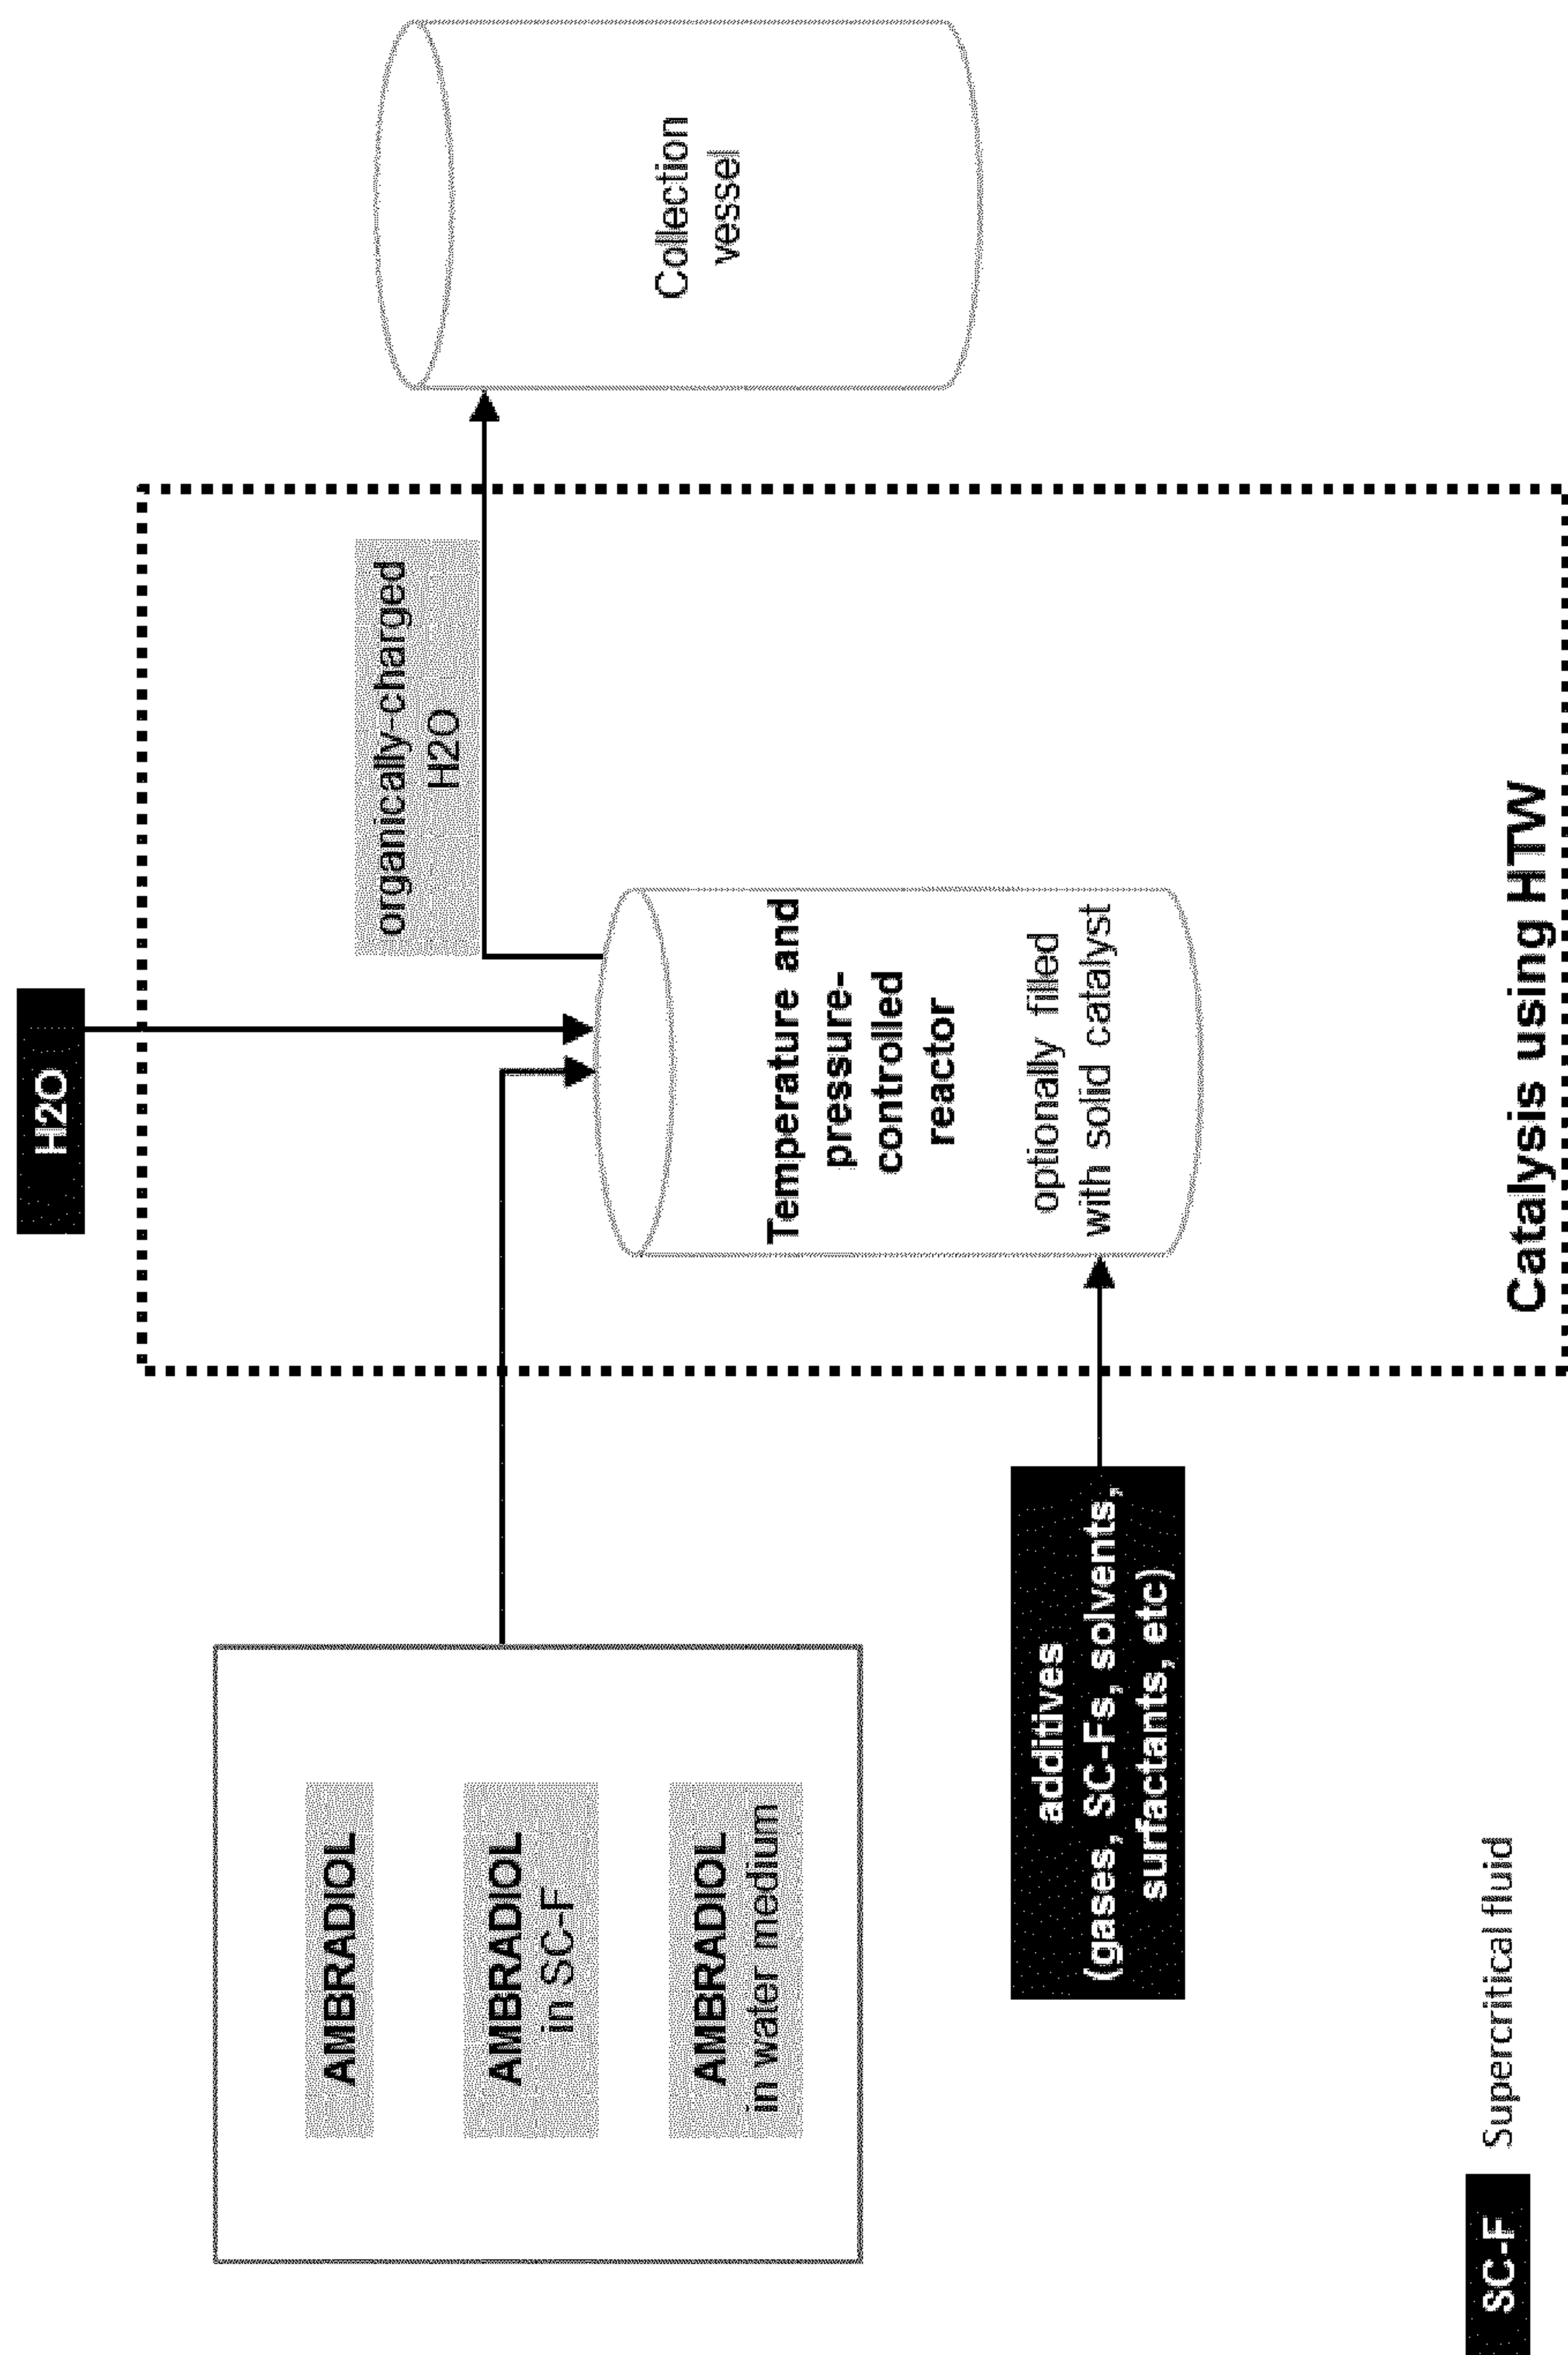 H2O
AMBRADIOL
AMBRADIOL
in SC-F
AMBRADIOL
in water medium
additives
(gases, SC-Fs, solvents,
surfactants, etc)
organically-charged
H2O
Temperature and
pressure-
controlled
reactor
optionally filled
with solid catalyst
Collection
vessel
Catalysis using HTW
SC-F
Supercritical fluid